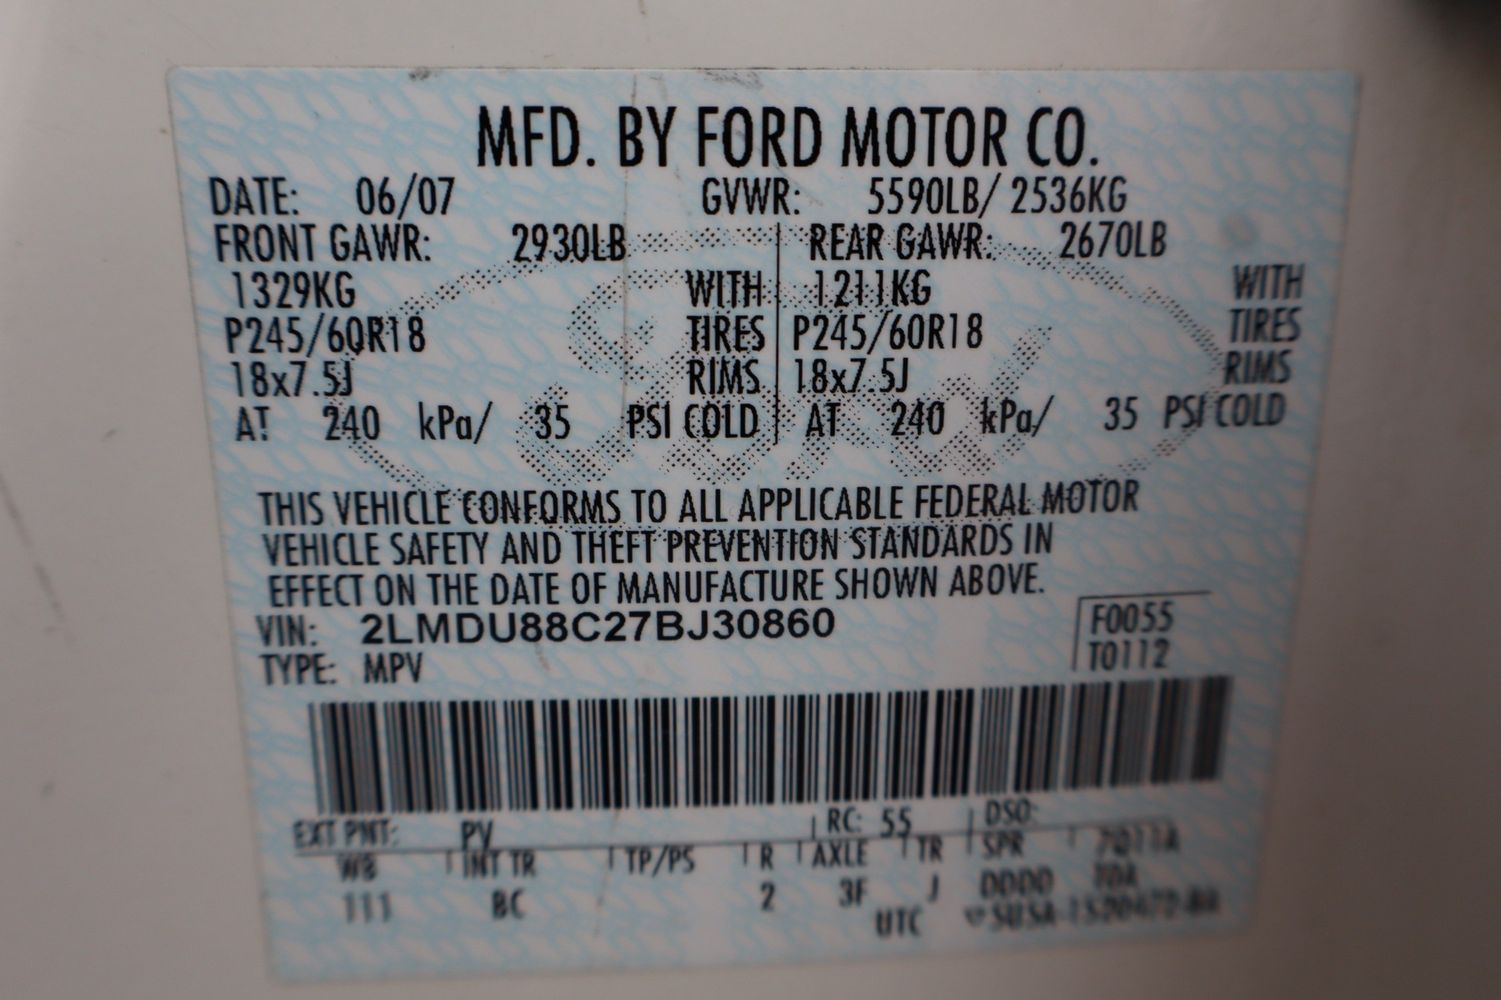 MFD. BY FORD MOTOR CO.
DATE: 06/07 GVWR: 5590LB/ 2536KG
FRONT GAWR: 2930LB REAR GAWR: 2670LB
1329KG WITH 1211KG WITH
P245/60R18 TIRES P245/60R18 TIRES
18x7.5J RIMS 18x7.5J RIMS
AT 240 kPa/ 35 PSI COLD AT 240 kPa/ 35 PSI COLD
THIS VEHICLE CONFORMS TO ALL APPLICABLE FEDERAL MOTOR
VEHICLE SAFETY AND THEFT PREVENTION STANDARDS IN
EFFECT ON THE DATE OF MANUFACTURE SHOWN ABOVE.
VIN: 2LMDU88C27BJ30860 F0055
TYPE: MPV T0112
EXT PNT: PV RC: 55 DSO:
WB INT TR TP/PS R AXLE TR SPR
111 BC 2 3F J DDDD
UTC